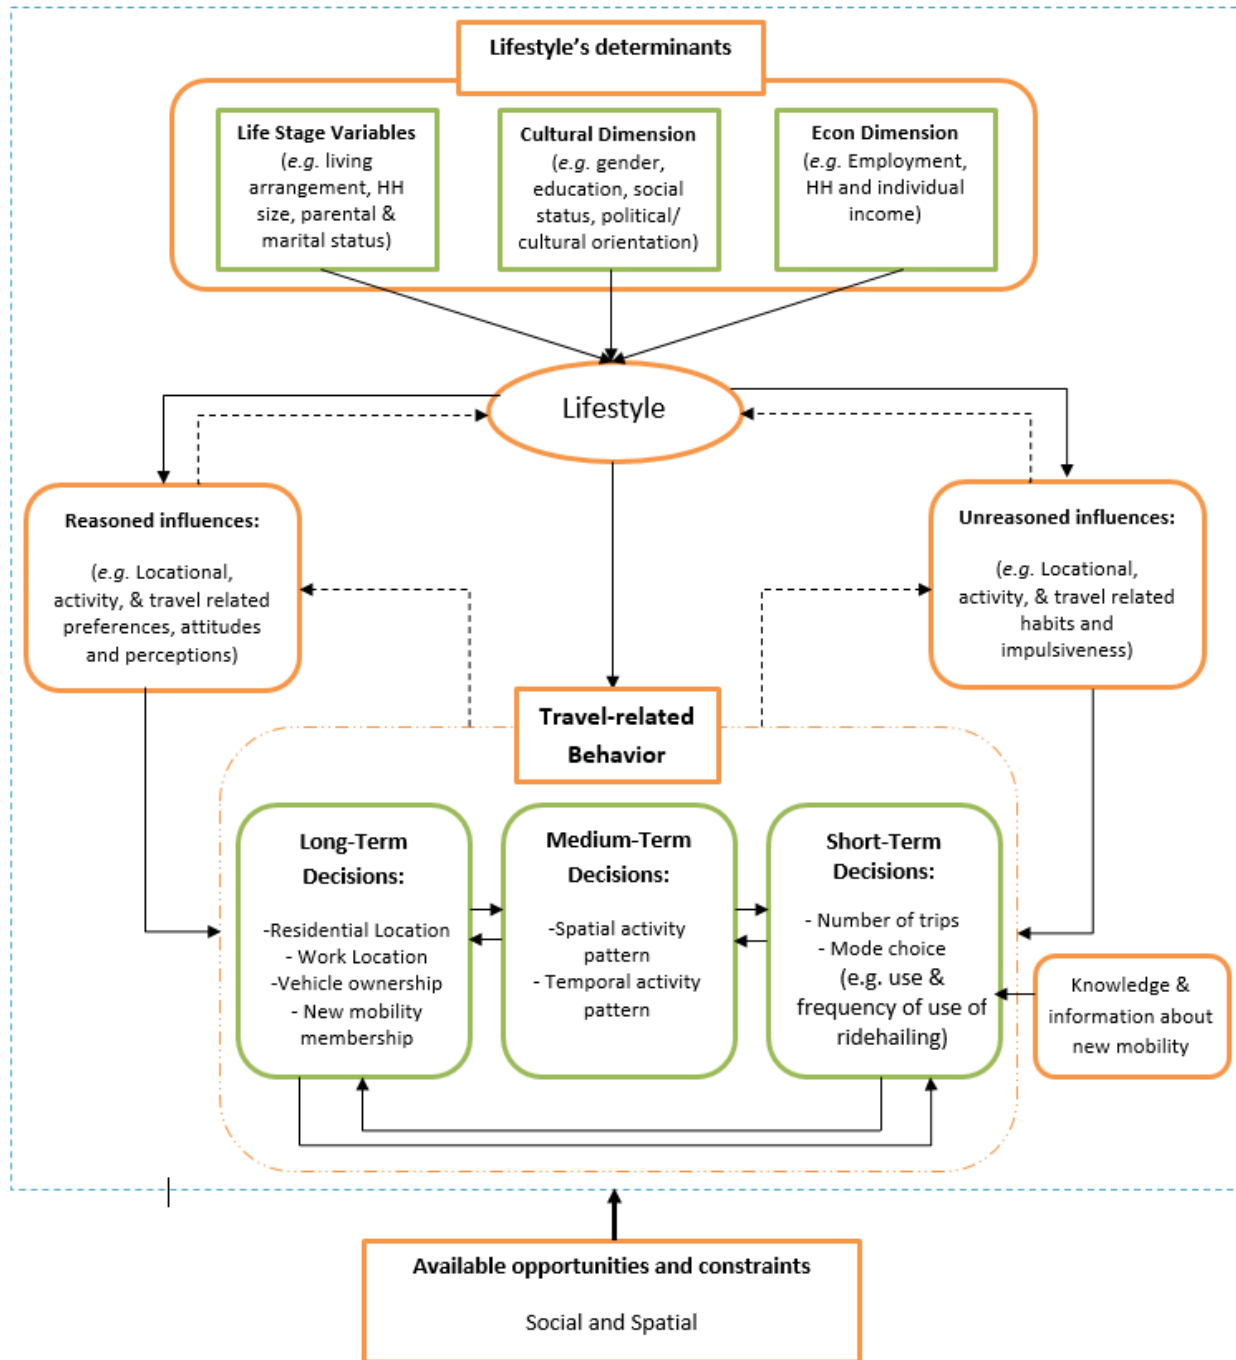 Lifestyle's determinants
Life Stage Variables
(e.g. living
arrangement, HH
size, parental &
marital status)
Cultural Dimension
(e.g. gender,
education, social
status, political/
cultural orientation)
Econ Dimension
(e.g. Employment,
HH and individual
income)
Lifestyle
Reasoned influences:
(e.g. Locational,
activity, & travel related
preferences, attitudes
and perceptions)
Unreasoned influences:
(e.g. Locational,
activity, & travel related
habits and
impulsiveness)
Travel-related
Behavior
Long-Term
Decisions:
-Residential Location
- Work Location
-Vehicle ownership
- New mobility
membership
Medium-Term
Decisions:
-Spatial activity
pattern
- Temporal activity
pattern
Short-Term
Decisions:
- Number of trips
- Mode choice
(e.g. use &
frequency of use of
ridehailing)
Knowledge &
information about
new mobility
Available opportunities and constraints
Social and Spatial